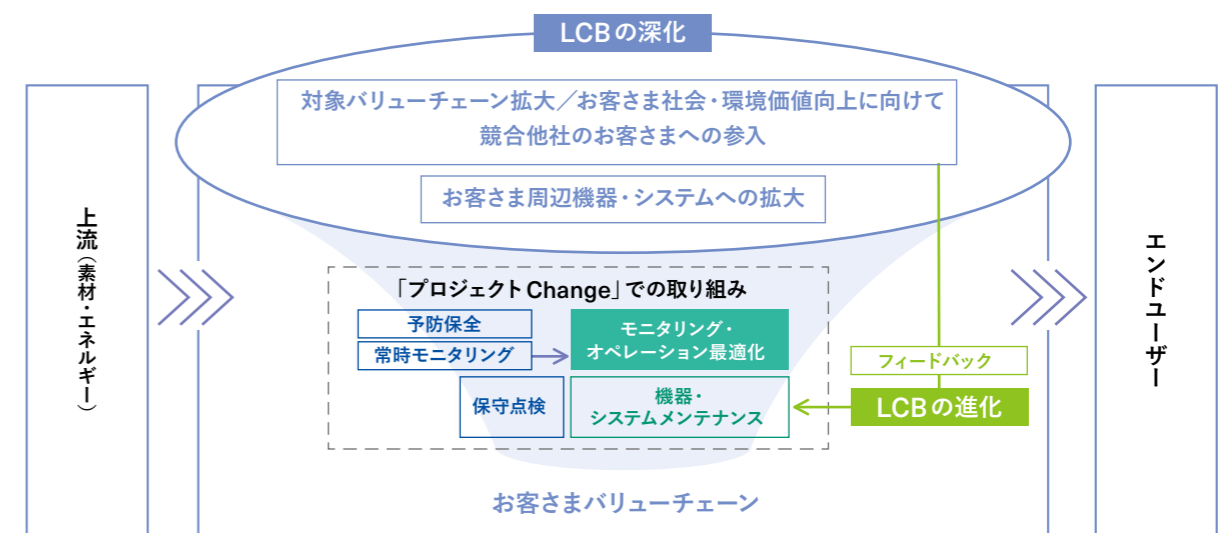 LCBの深化
対象バリューチェーン拡大／お客さま社会・環境価値向上に向けて
競合他社のお客さまへの参入
お客さま周辺機器・システムへの拡大
上流（素材・エネルギー）
「プロジェクトChange」での取り組み
予防保全
常時モニタリング
モニタリング・
オペレーション最適化
保守点検
機器・
システムメンテナンス
フィードバック
LCBの進化
お客さまバリューチェーン
エンドユーザー